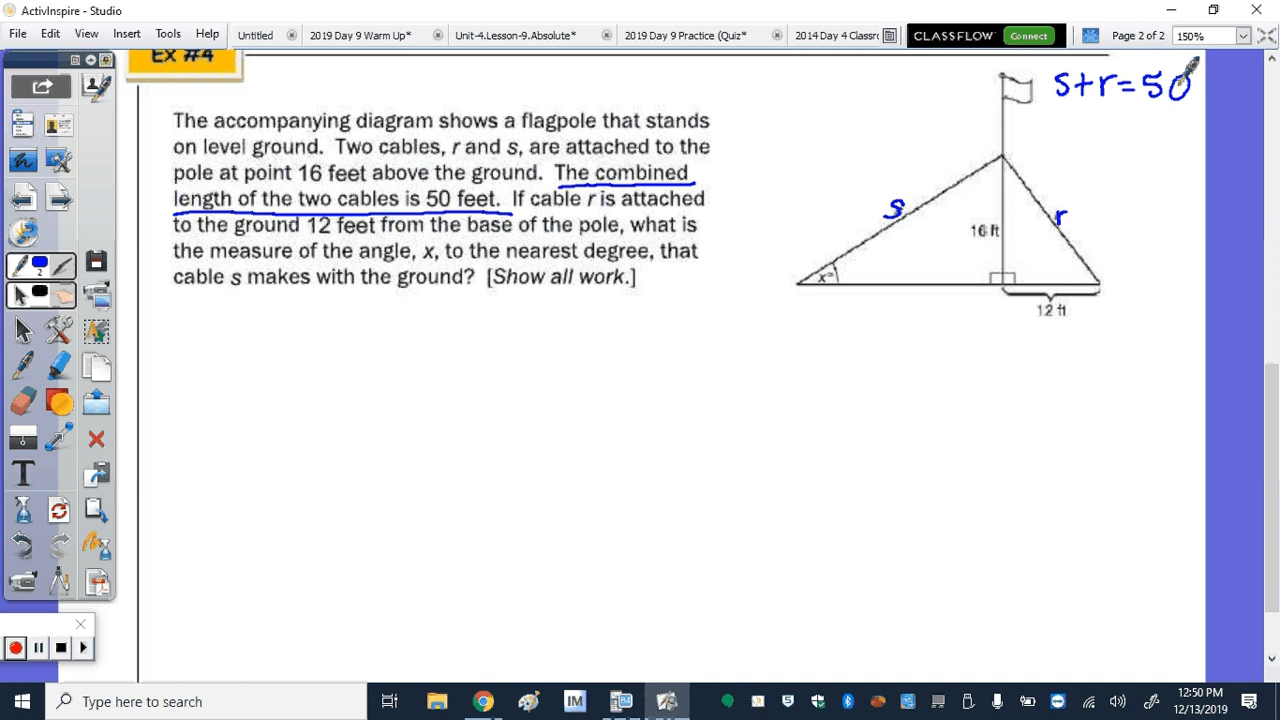 ActivInspire - Studio
File Edit View Insert Tools Help Untitled 2019 Day 9 Warm Up* Unit-4.Lesson-9.Absolute* 2019 Day 9 Practice (Quiz* 2014 Day 4 Classro CLASSFLOW Connect Page 2 of 2 150%
Ex #4
s+r=50
The accompanying diagram shows a flagpole that stands
on level ground. Two cables, r and s, are attached to the
pole at point 16 feet above the ground. The combined
length of the two cables is 50 feet. If cable r is attached
to the ground 12 feet from the base of the pole, what is
the measure of the angle, x, to the nearest degree, that
cable s makes with the ground? [Show all work.]
s
r
16 ft
x°
12 ft
2
T
Type here to search
IM
12:50 PM
12/13/2019